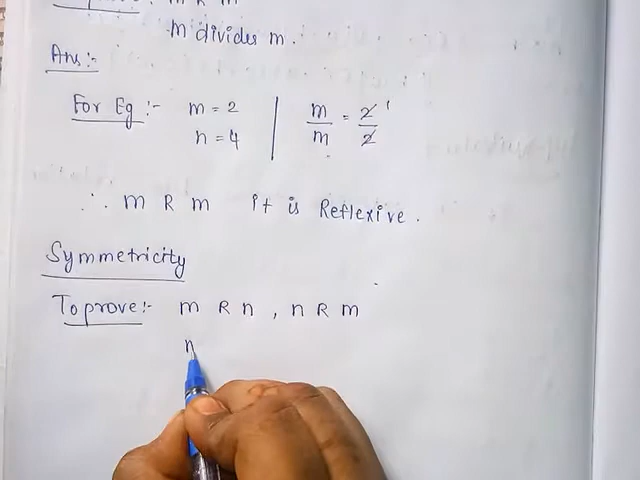 m R m
m divides m.
Ans:-
For Eg:- m = 2 | m/m = 2/2 1
n = 4
∴ m R m it is Reflexive.
Symmetricity
To prove:- m R n , n R m
n